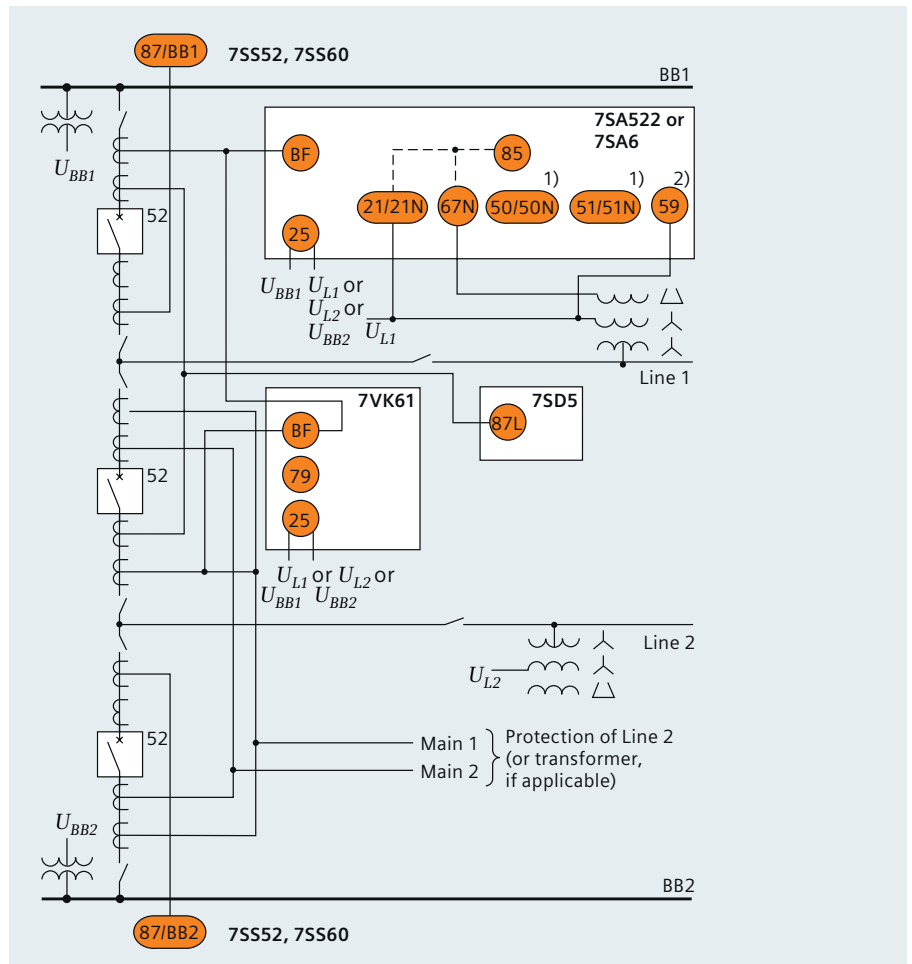 87/BB1 7SS52, 7SS60
BB1
U_BB1
52
7SA522 or
7SA6
BF
85
1) 1) 2)
21/21N 67N 50/50N 51/51N 59
25
U_BB1 U_L1 or
U_L2 or
U_BB2 U_L1
Line 1
7VK61
BF
79
25
U_L1 or U_L2 or
U_BB1 U_BB2
7SD5
87L
52
Line 2
U_L2
52
Main 1
Main 2
Protection of Line 2
(or transformer,
if applicable)
U_BB2
BB2
87/BB2 7SS52, 7SS60